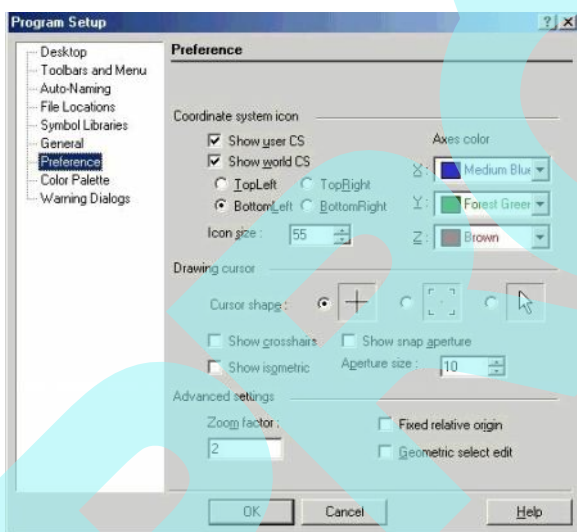 Program Setup
Desktop
Toolbars and Menu
Auto-Naming
File Locations
Symbol Libraries
General
Preference
Color Palette
Warning Dialogs
Preference
Coordinate system icon
Show user CS
Show world CS
TopLeft TopRight
BottomLeft BottomRight
Icon size : 55
Axes color
X : Medium Blu
Y : Forest Greer
Z : Brown
Drawing cursor
Cursor shape :
Show crosshairs Show snap aperture
Show isometric Aperture size : 10
Advanced settings
Zoom factor :
2
Fixed relative origin
Geometric select edit
OK Cancel Help